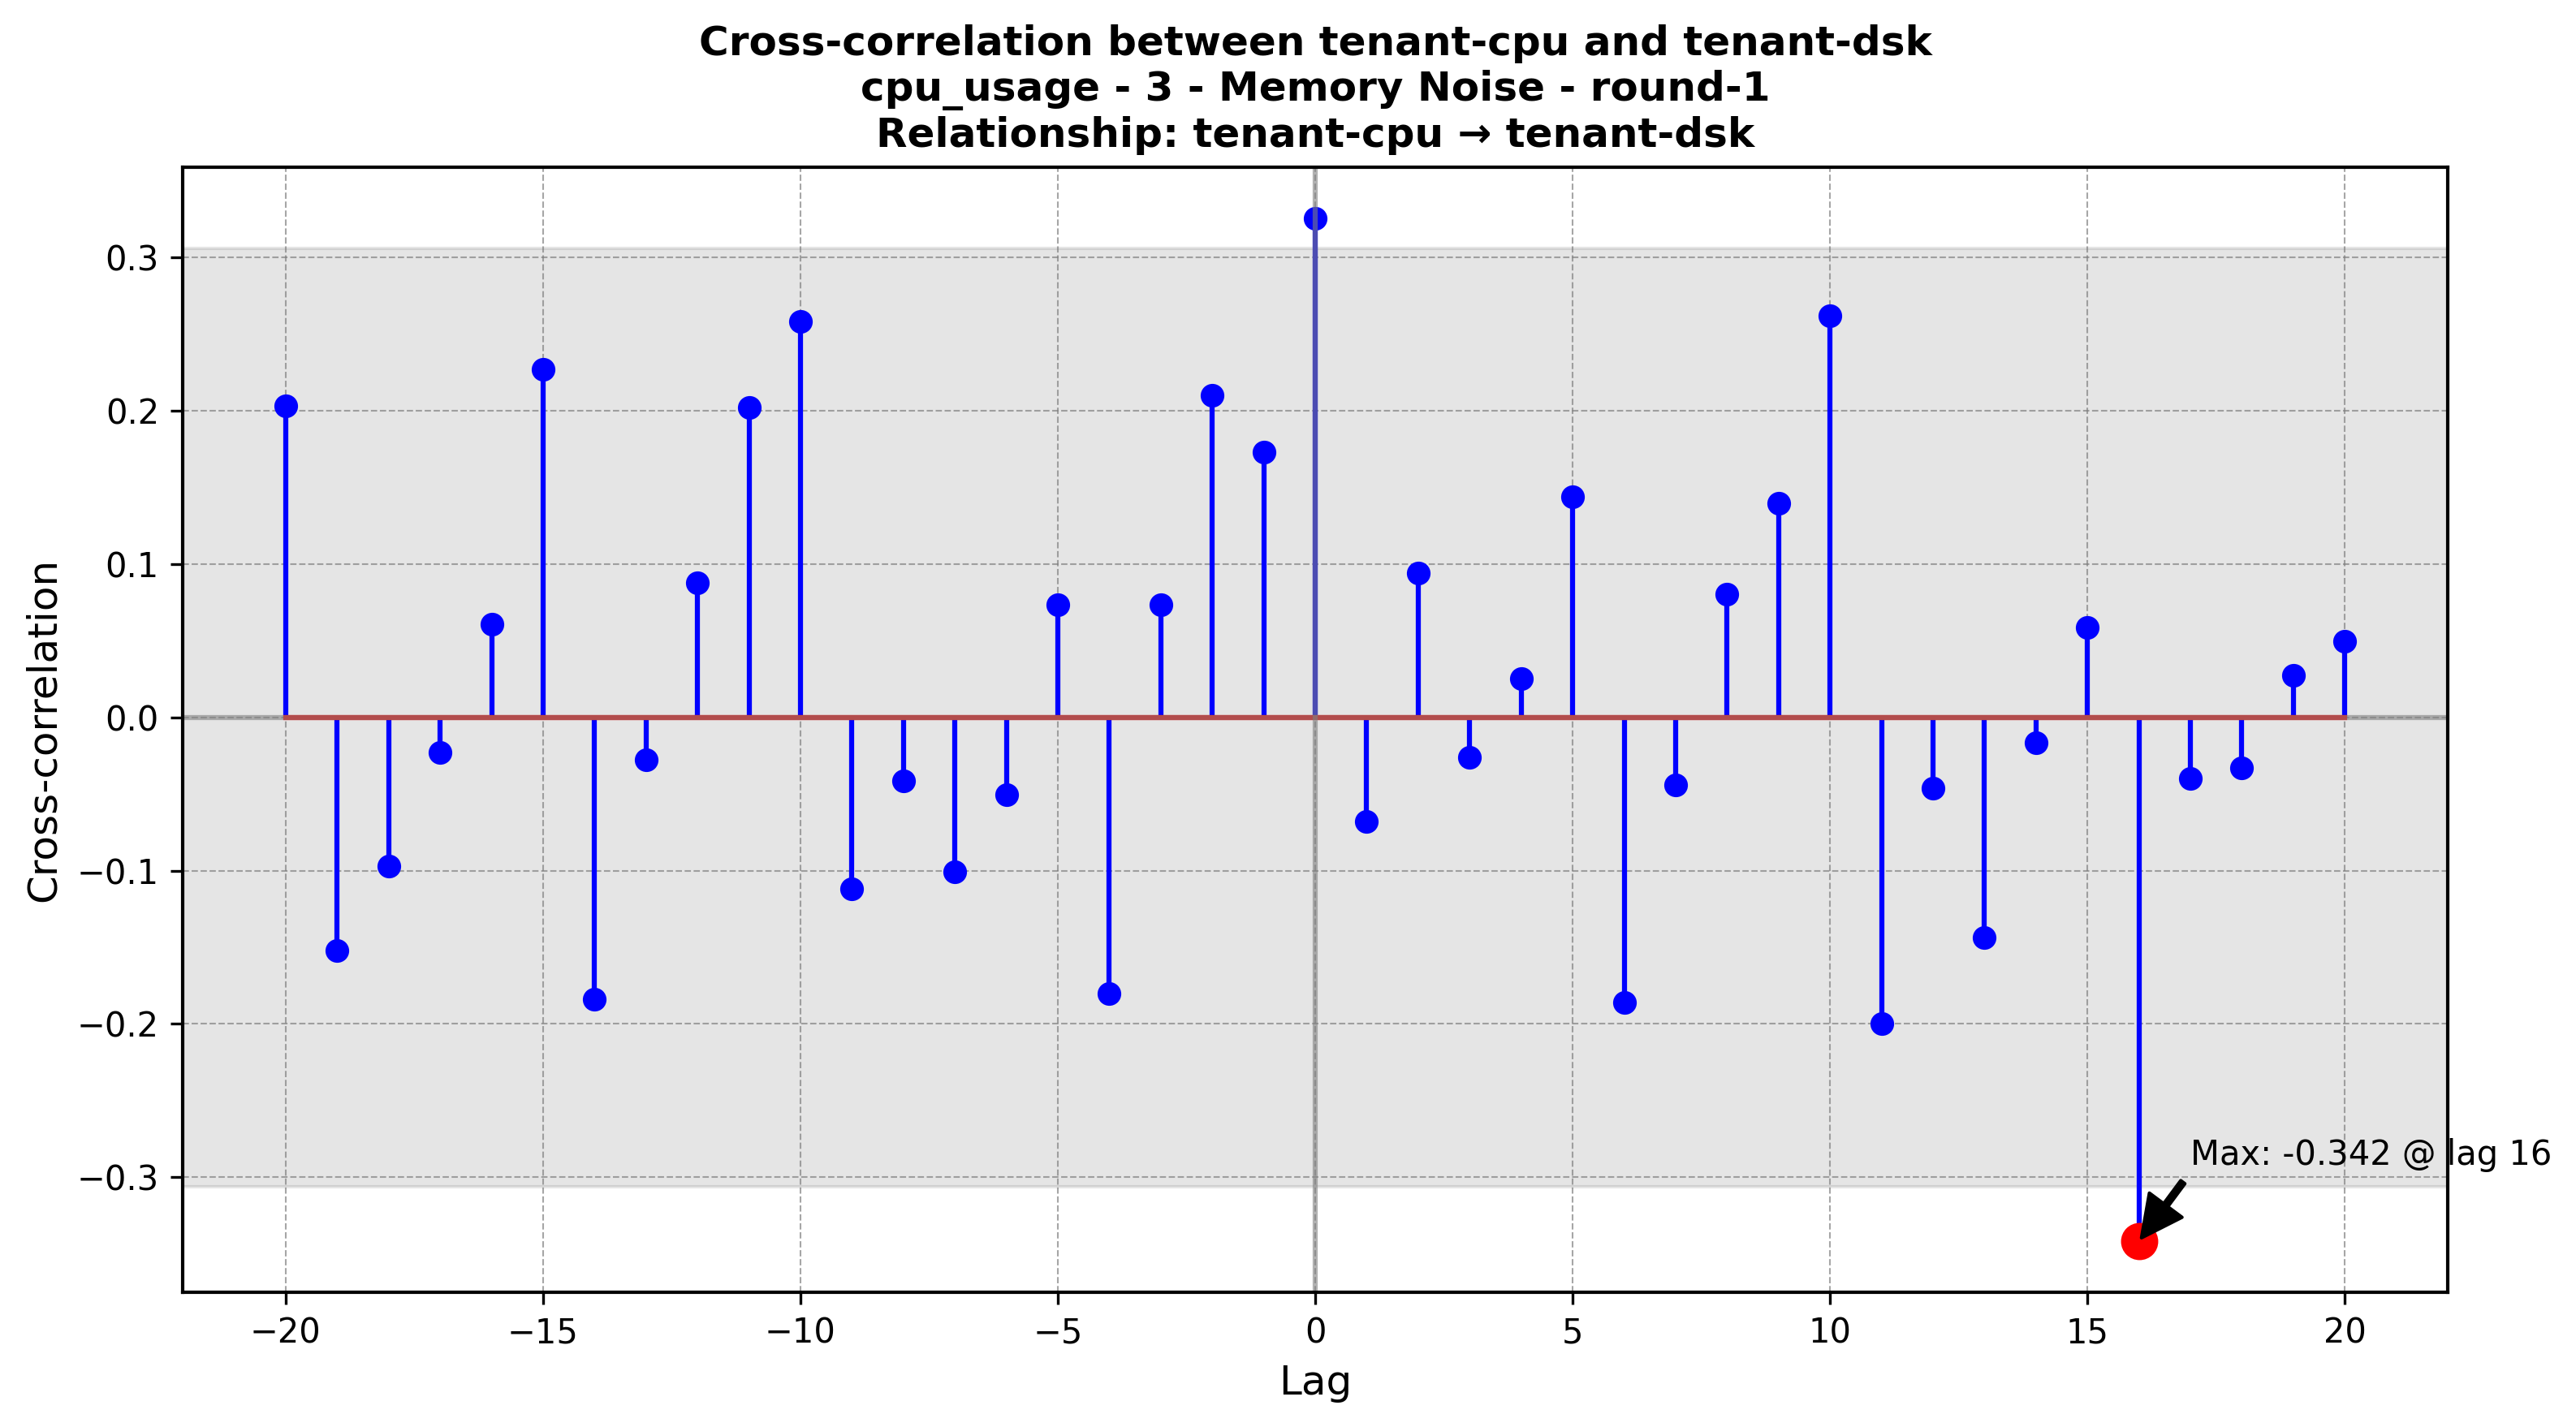 Cross-correlation between tenant-cpu and tenant-dsk
cpu_usage - 3 - Memory Noise - round-1
Relationship: tenant-cpu → tenant-dsk
Cross-correlation
0.3
0.2
0.1
0.0
−0.1
−0.2
−0.3
Max: -0.342 @ lag 16
−20
−15
−10
−5
0
5
10
15
20
Lag